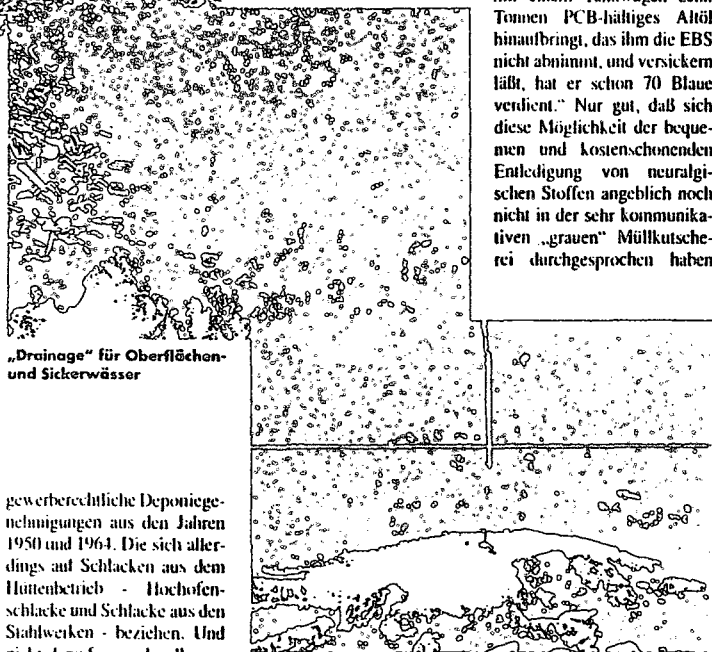 Tonnen PCB-hältiges Altöl
hinaufbringt, das ihm die EBS
nicht abnimmt, und versickern
läßt, hat er schon 70 Blaue
verdient." Nur gut, daß sich
diese Möglichkeit der beque-
men und kostenschonenden
Entledigung von neuralgi-
schen Stoffen angeblich noch
nicht in der sehr kommunika-
tiven „grauen" Müllkutsche-
rei durchgesprochen haben
„Drainage" für Oberflächen-
und Sickerwässer
gewerberechtliche Deponiege-
nehmigungen aus den Jahren
1950 und 1964. Die sich aller-
dings auf Schlacken aus dem
Hüttenbetrieb - Hochofen-
schlacke und Schlacke aus den
Stahlwerken - beziehen. Und